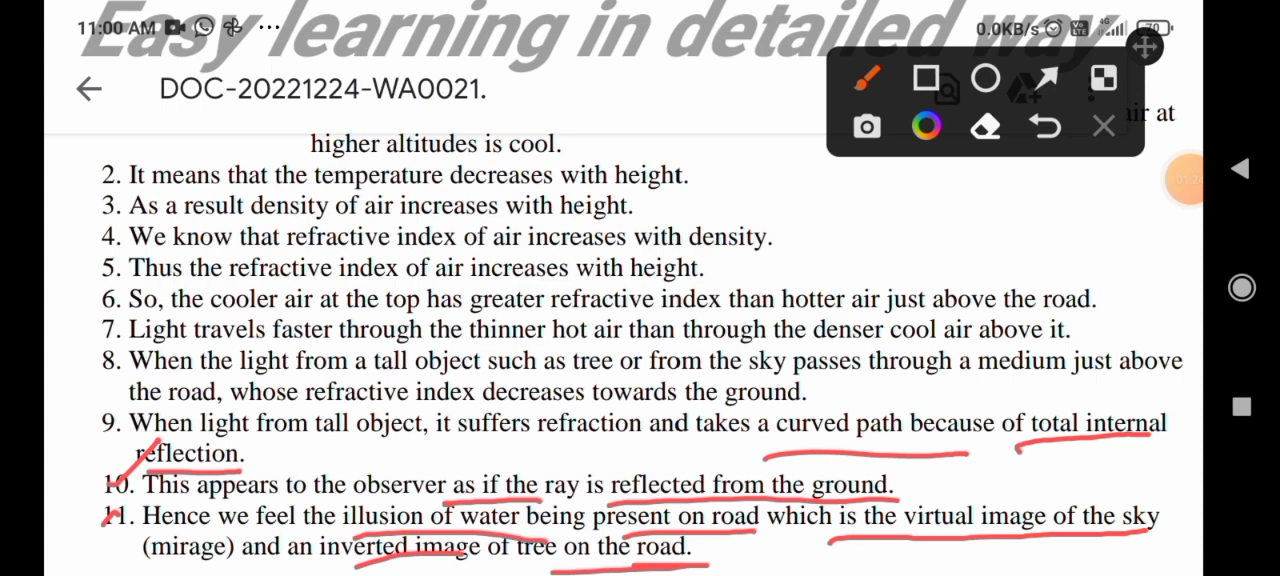 Easy learning in detailed way
11:00 AM ... 0.0KB/s Vo LTE 4G 70
DOC-20221224-WA0021.
air at
higher altitudes is cool.
01:2
2. It means that the temperature decreases with height.
3. As a result density of air increases with height.
4. We know that refractive index of air increases with density.
5. Thus the refractive index of air increases with height.
6. So, the cooler air at the top has greater refractive index than hotter air just above the road.
7. Light travels faster through the thinner hot air than through the denser cool air above it.
8. When the light from a tall object such as tree or from the sky passes through a medium just above
the road, whose refractive index decreases towards the ground.
9. When light from tall object, it suffers refraction and takes a curved path because of total internal
reflection.
10. This appears to the observer as if the ray is reflected from the ground.
11. Hence we feel the illusion of water being present on road which is the virtual image of the sky
(mirage) and an inverted image of tree on the road.